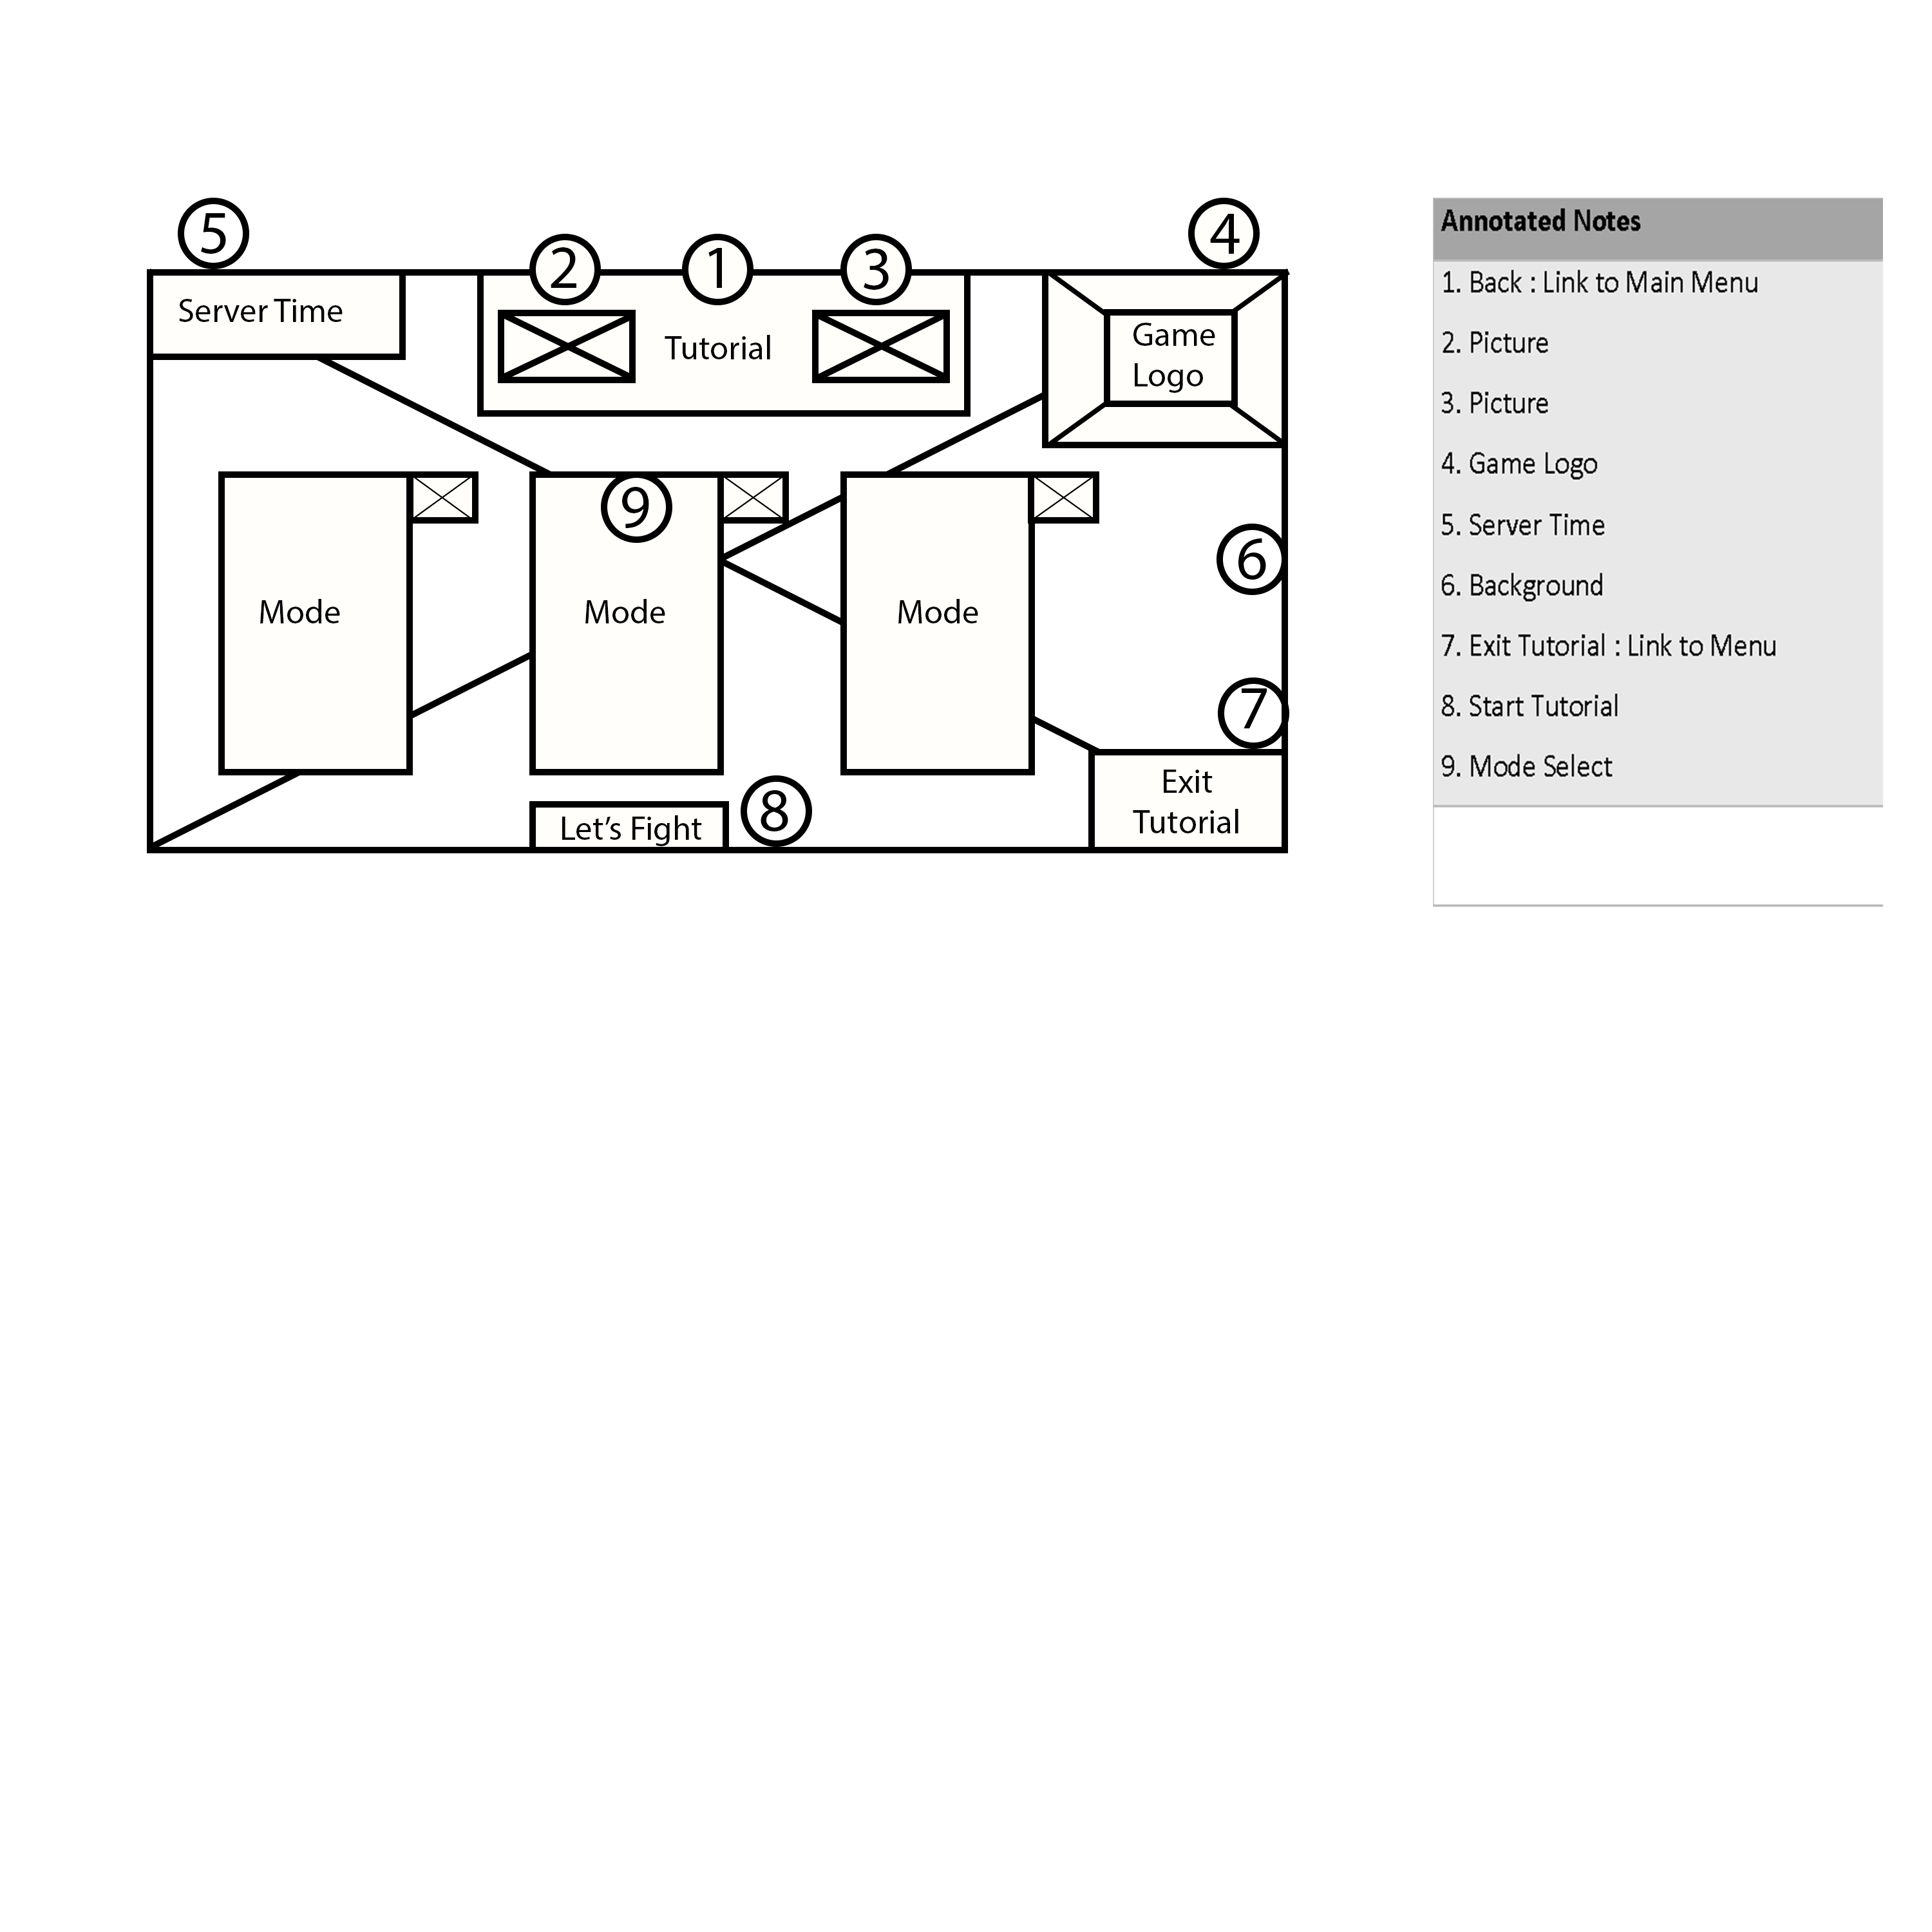 5
2
1
3
4
Server Time
Tutorial
Game
Logo
9
6
Mode
Mode
Mode
7
8
Let's Fight
Exit
Tutorial
Annotated Notes
1. Back : Link to Main Menu
2. Picture
3. Picture
4. Game Logo
5. Server Time
6. Background
7. Exit Tutorial : Link to Menu
8. Start Tutorial
9. Mode Select